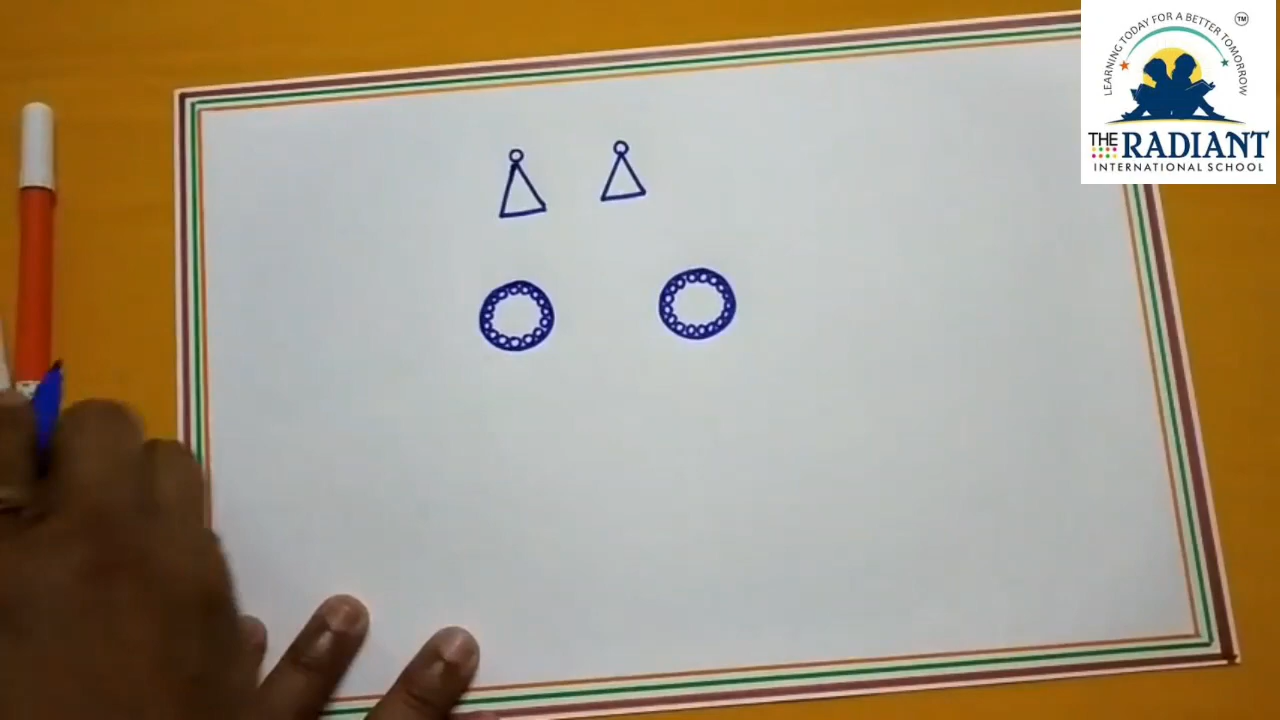 LEARNING TODAY FOR A BETTER TOMORROW
TM
THE RADIANT
INTERNATIONAL SCHOOL